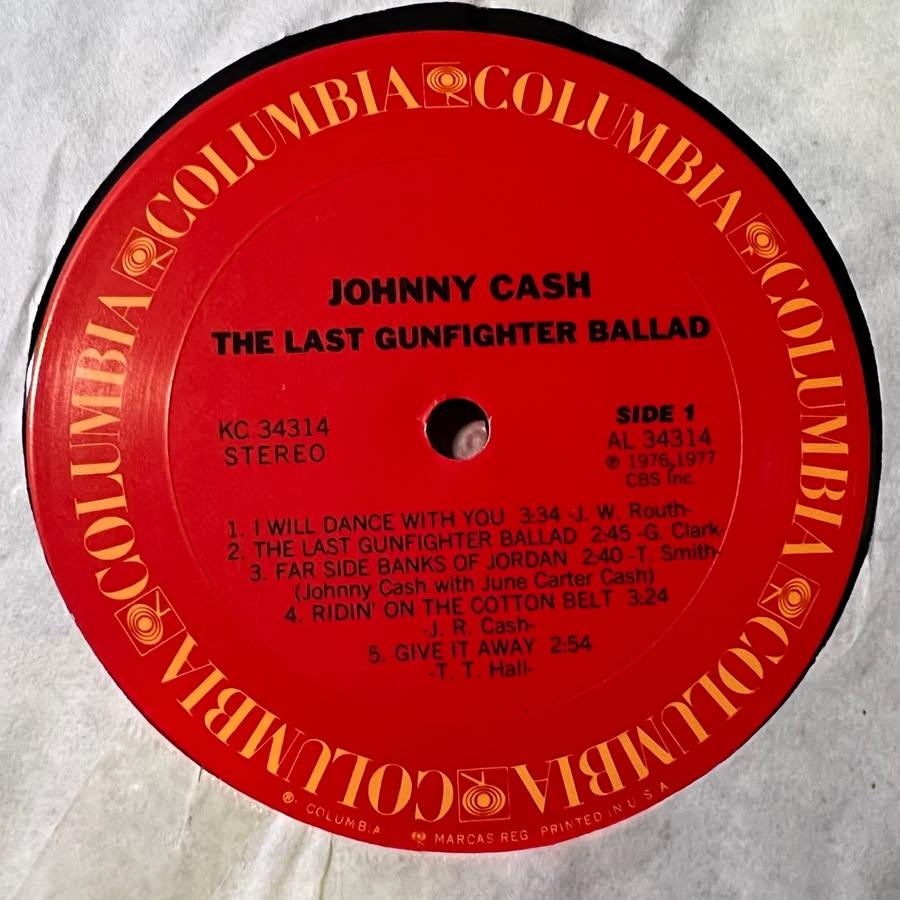 COLUMBIA COLUMBIA COLUMBIA COLUMBIA COLUMBIA COLUMBIA
JOHNNY CASH
THE LAST GUNFIGHTER BALLAD
KC 34314
STEREO
SIDE 1
AL 34314
℗ 1976,1977
CBS Inc.
1. I WILL DANCE WITH YOU 3:34 -J. W. Routh-
2. THE LAST GUNFIGHTER BALLAD 2:45 -G. Clark-
3. FAR SIDE BANKS OF JORDAN 2:40 -T. Smith-
(Johnny Cash with June Carter Cash)
4. RIDIN' ON THE COTTON BELT 3:24
-J. R. Cash-
5. GIVE IT AWAY 2:54
-T. T. Hall-
® COLUMBIA MARCAS REG. PRINTED IN U S A